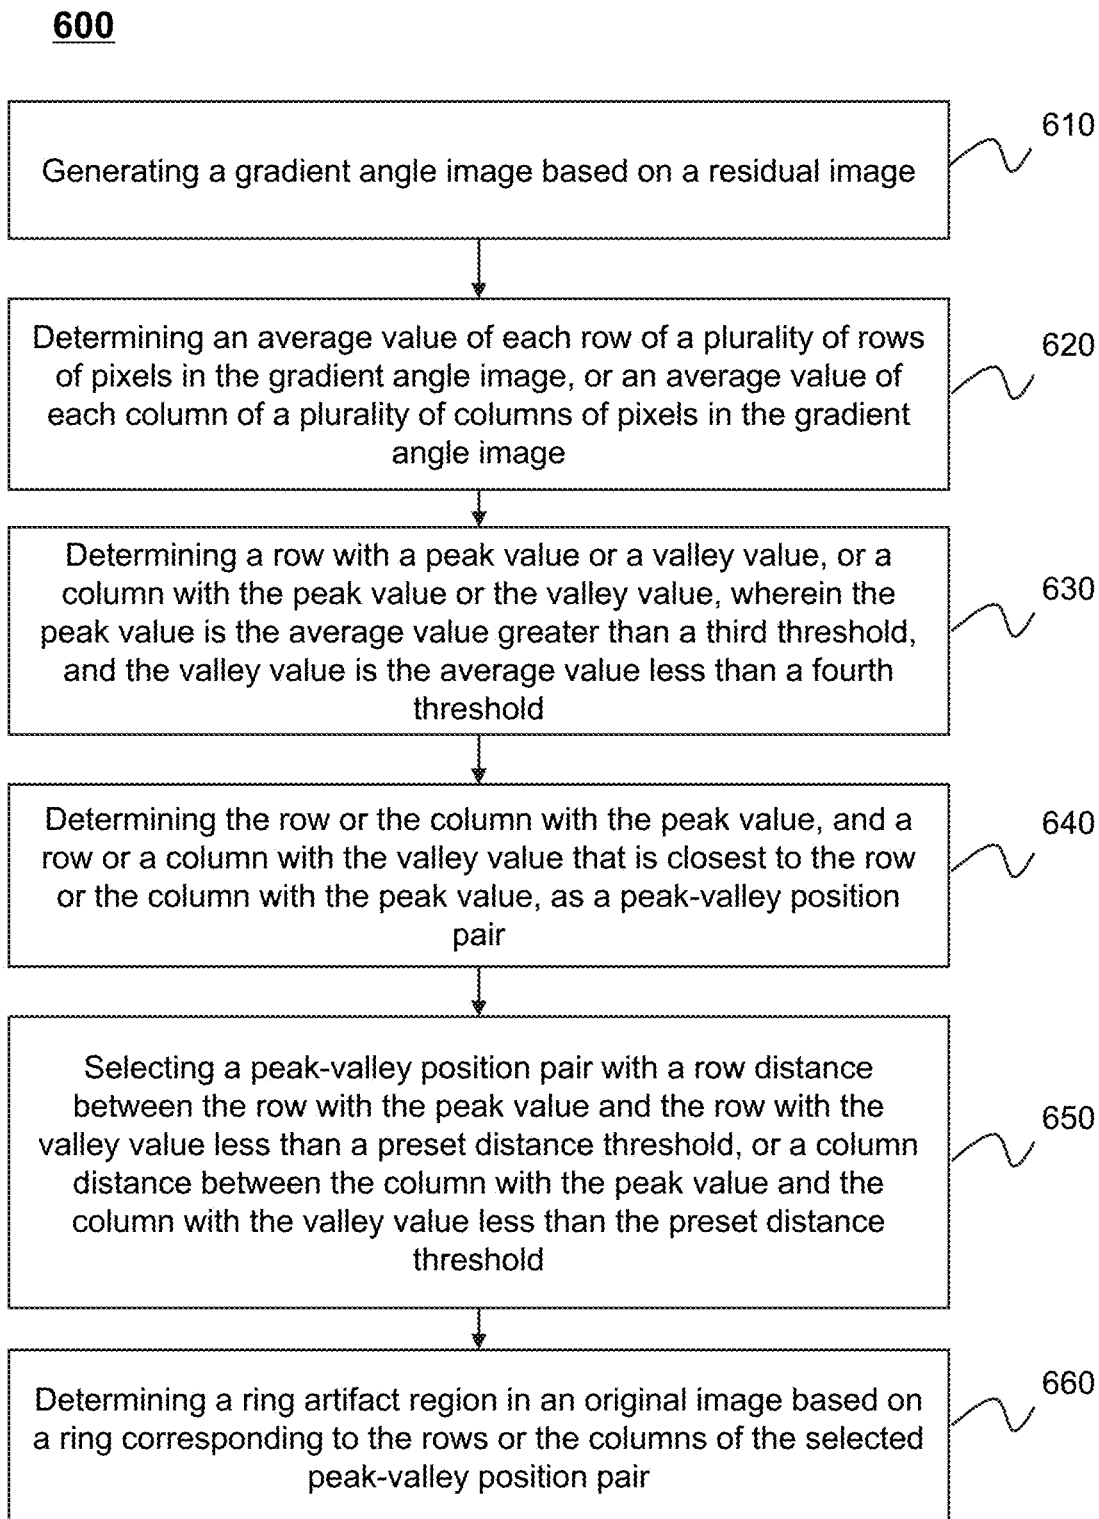 600
Generating a gradient angle image based on a residual image
610
Determining an average value of each row of a plurality of rows
of pixels in the gradient angle image, or an average value of
each column of a plurality of columns of pixels in the gradient
angle image
620
Determining a row with a peak value or a valley value, or a
column with the peak value or the valley value, wherein the
peak value is the average value greater than a third threshold,
and the valley value is the average value less than a fourth
threshold
630
Determining the row or the column with the peak value, and a
row or a column with the valley value that is closest to the row
or the column with the peak value, as a peak-valley position
pair
640
Selecting a peak-valley position pair with a row distance
between the row with the peak value and the row with the
valley value less than a preset distance threshold, or a column
distance between the column with the peak value and the
column with the valley value less than the preset distance
threshold
650
Determining a ring artifact region in an original image based on
a ring corresponding to the rows or the columns of the selected
peak-valley position pair
660